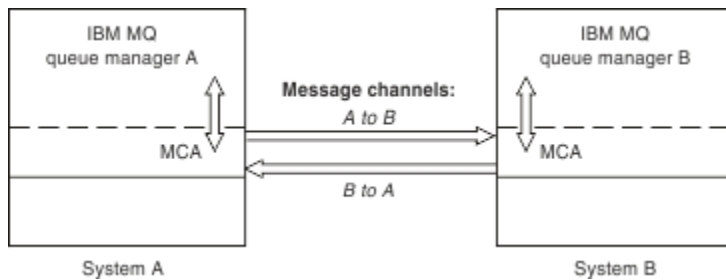 IBM MQ
queue manager A
MCA
System A
Message channels:
A to B
B to A
IBM MQ
queue manager B
MCA
System B